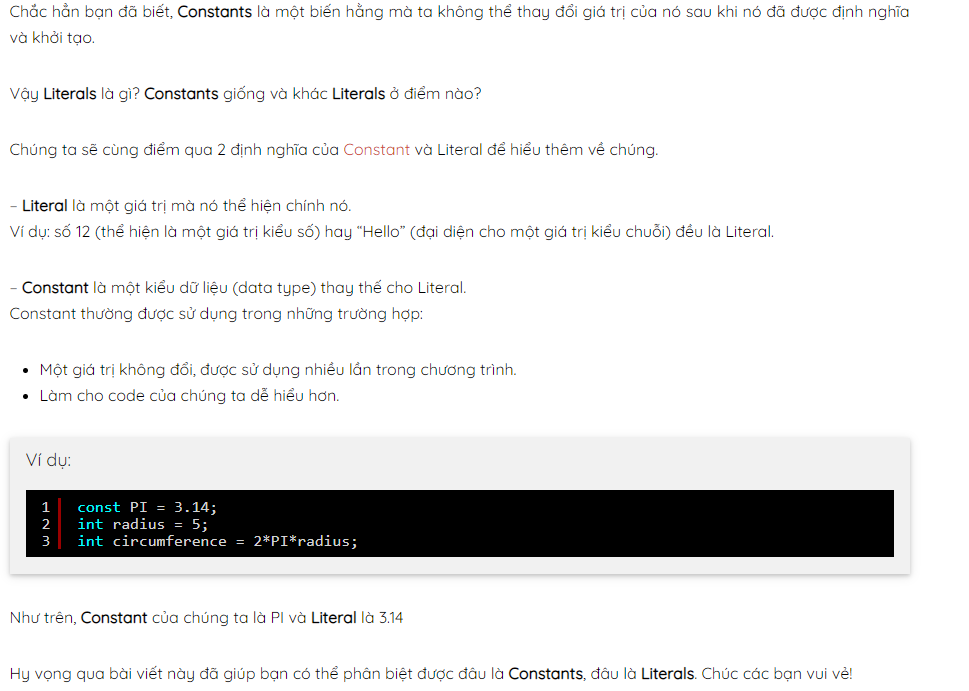 Chắc hẳn bạn đã biết, Constants là một biến hằng mà ta không thể thay đổi giá trị của nó sau khi nó đã được định nghĩa
và khởi tạo.
Vậy Literals là gì? Constants giống và khác Literals ở điểm nào?
Chúng ta sẽ cùng điểm qua 2 định nghĩa của Constant và Literal để hiểu thêm về chúng.
– Literal là một giá trị mà nó thể hiện chính nó.
Ví dụ: số 12 (thể hiện là một giá trị kiểu số) hay “Hello” (đại diện cho một giá trị kiểu chuỗi) đều là Literal.
– Constant là một kiểu dữ liệu (data type) thay thế cho Literal.
Constant thường được sử dụng trong những trường hợp:
• Một giá trị không đổi, được sử dụng nhiều lần trong chương trình.
• Làm cho code của chúng ta dễ hiểu hơn.
Ví dụ:
1 const PI = 3.14;
2 int radius = 5;
3 int circumference = 2*PI*radius;
Như trên, Constant của chúng ta là PI và Literal là 3.14
Hy vọng qua bài viết này đã giúp bạn có thể phân biệt được đâu là Constants, đâu là Literals. Chúc các bạn vui vẻ!